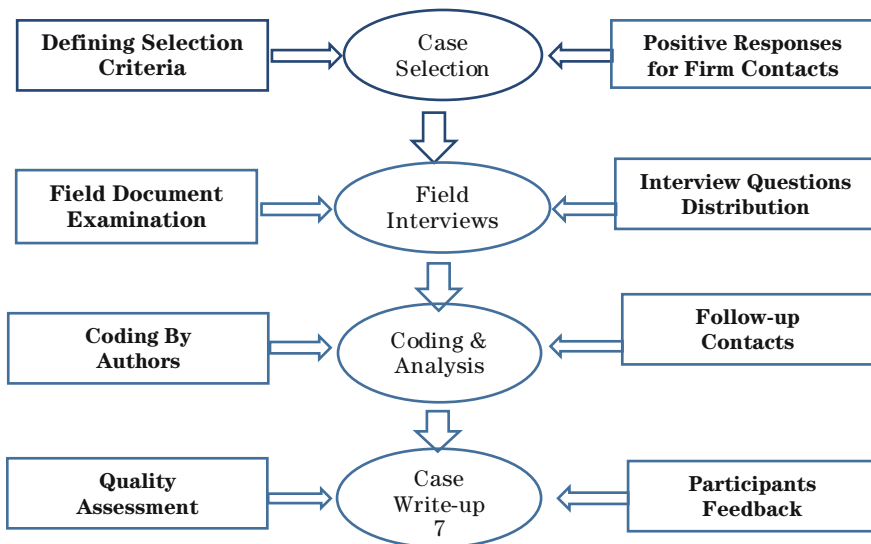 Defining Selection
Criteria
Case
Selection
Positive Responses
for Firm Contacts
Field Document
Examination
Field
Interviews
Interview Questions
Distribution
Coding By
Authors
Coding &
Analysis
Follow-up
Contacts
Quality
Assessment
Case
Write-up
7
Participants
Feedback